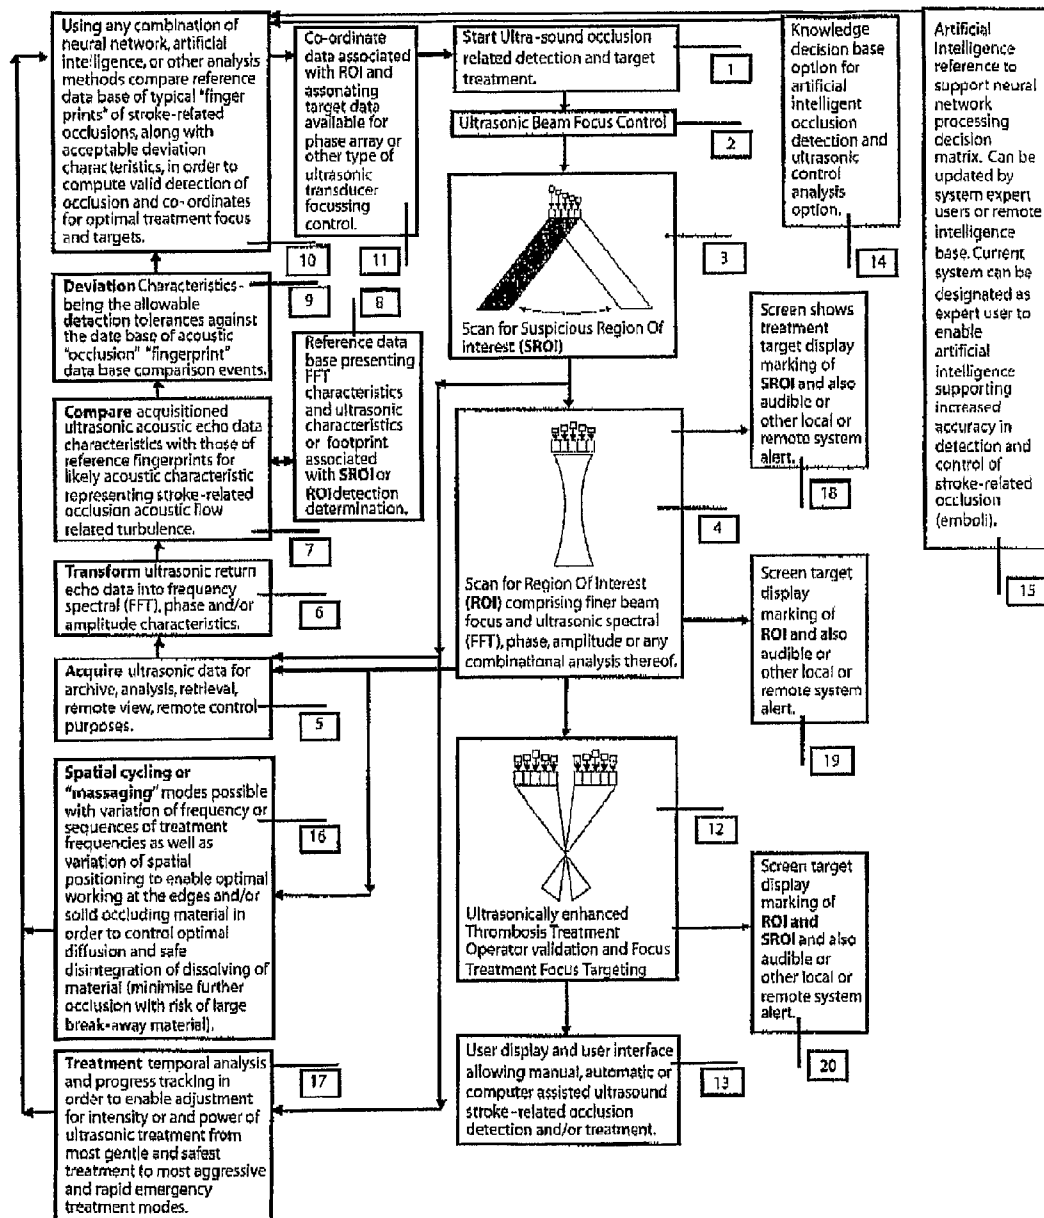 Using any combination of
neural network, artificial
intelligence, or other analysis
methods compare reference
data base of typical "finger
prints" of stroke-related
occlusions, along with
acceptable deviation
characteristics, in order to
compute valid detection of
occlusion and co-ordinates
for optimal treatment focus
and targets.
10
Co-ordinate
data associated
with ROI and
assonating
target data
available for
phase array or
other type of
ultrasonic
transducer
focussing
control.
11
Start Ultra-sound occlusion
related detection and target
treatment.
1
Ultrasonic Beam Focus Control
2
Scan for Suspicious Region Of
interest (SROI)
3
Knowledge
decision base
option for
artificial
intelligent
occlusion
detection and
ultrasonic
control
analysis
option.
14
Artificial
Intelligence
reference to
support neural
network
processing
decision
matrix. Can be
updated by
system expert
users or remote
intelligence
base. Current
system can be
designated as
expert user to
enable
artificial
intelligence
supporting
increased
accuracy in
detection and
control of
stroke-related
occlusion
(emboli).
15
Deviation Characteristics-
being the allowable
detection tolerances against
the date base of acoustic
"occlusion" "fingerprint"
data base comparison events.
9
8
Reference data
base presenting
FFT
characteristics
and ultrasonic
characteristics
or footprint
associated
with SROI or
ROI detection
determination.
Compare acquisitioned
ultrasonic acoustic echo data
characteristics with those of
reference fingerprints for
likely acoustic characteristic
representing stroke-related
occlusion acoustic flow
related turbulence.
7
Transform ultrasonic return
echo data into frequency
spectral (FFT), phase and/or
amplitude characteristics.
6
Acquire ultrasonic data for
archive, analysis, retrieval,
remote view, remote control
purposes.
5
Scan for Region Of Interest
(ROI) comprising finer beam
focus and ultrasonic spectral
(FFT), phase, amplitude or any
combinational analysis thereof.
4
Screen shows
treatment
target display
marking of
SROI and also
audible or
other local or
remote system
alert.
18
Screen target
display
marking of
ROI and also
audible or
other local or
remote system
alert.
19
Spatial cycling or
"massaging" modes possible
with variation of frequency or
sequences of treatment
frequencies as well as
variation of spatial
positioning to enable optimal
working at the edges and/or
solid occluding material in
order to control optimal
diffusion and safe
disintegration of dissolving of
material (minimise further
occlusion with risk of large
break-away material).
16
Ultrasonically enhanced
Thrombosis Treatment
Operator validation and Focus
Treatment Focus Targeting
12
Screen target
display
marking of
ROI and
SROI and also
audible or
other local or
remote system
alert.
20
Treatment temporal analysis
and progress tracking in
order to enable adjustment
for intensity or and power of
ultrasonic treatment from
most gentle and safest
treatment to most aggressive
and rapid emergency
treatment modes.
17
User display and user interface
allowing manual, automatic or
computer assisted ultrasound
stroke-related occlusion
detection and/or treatment.
13